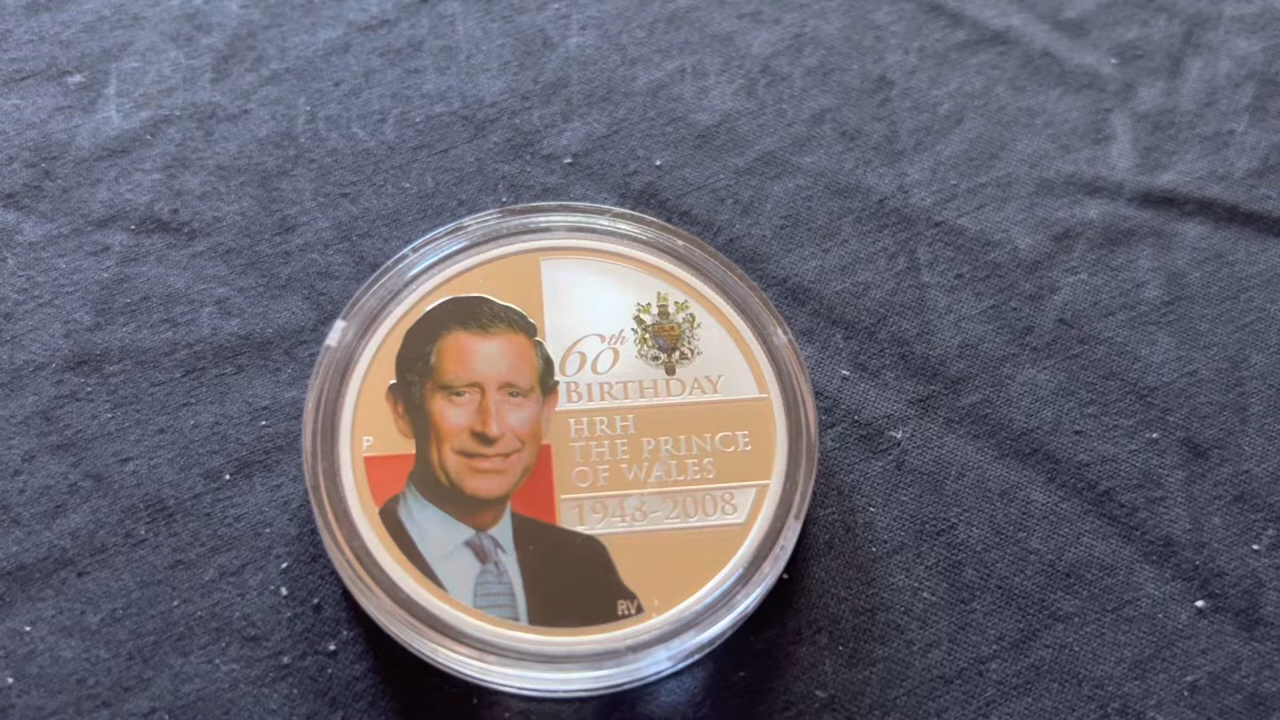 60th
BIRTHDAY
HRH
THE PRINCE
OF WALES
1948-2008
P
RV